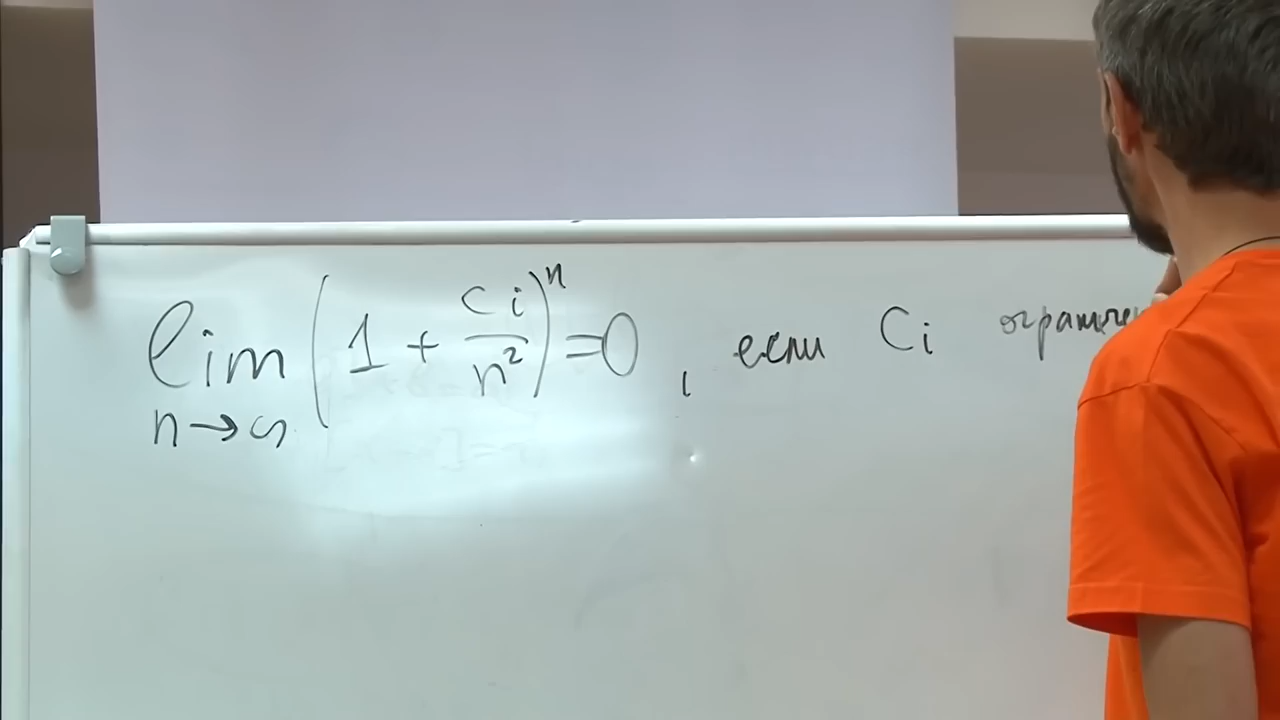 lim (1 + ci/n²)ⁿ =0 , если Ci
n→∞